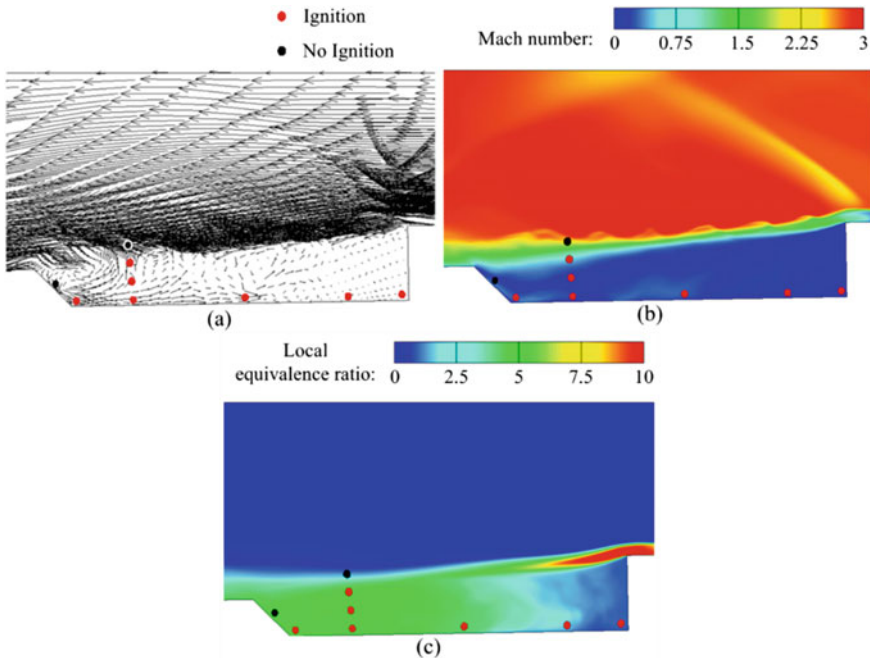 Ignition
No Ignition
Mach number:
0 0.75 1.5 2.25 3
(a)
(b)
Local
equivalence ratio:
0 2.5 5 7.5 10
(c)